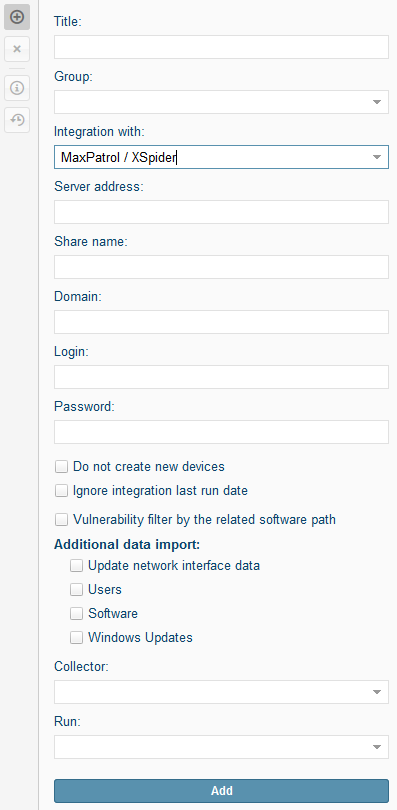 Title:
Group:
Integration with:
MaxPatrol / XSpider
Server address:
Share name:
Domain:
Login:
Password:
Do not create new devices
Ignore integration last run date
Vulnerability filter by the related software path
Additional data import:
Update network interface data
Users
Software
Windows Updates
Collector:
Run:
Add